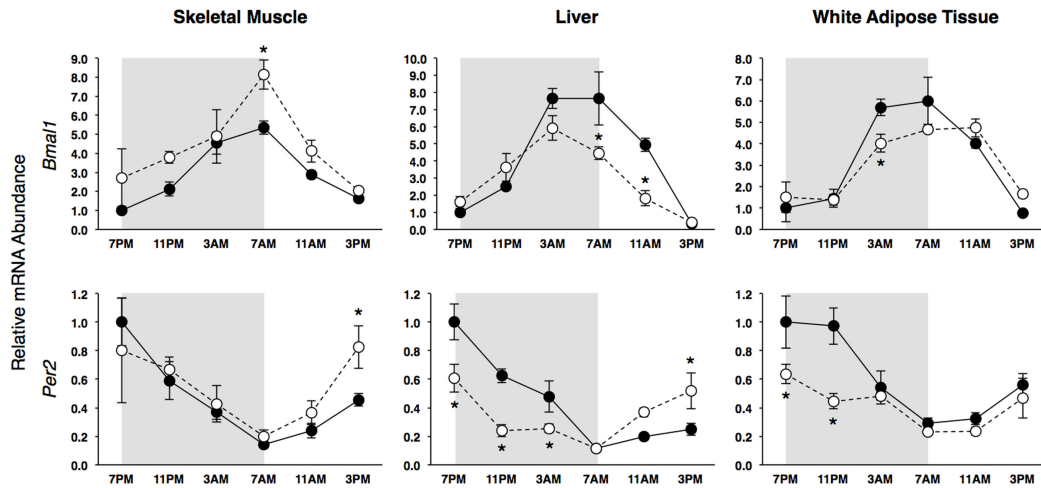 Skeletal Muscle Liver White Adipose Tissue
Relative mRNA Abundance
Bmal1
9.0 10.0 8.0
8.0 9.0 7.0
7.0 8.0 6.0
6.0 7.0 5.0
5.0 6.0 4.0
4.0 5.0 3.0
3.0 4.0 2.0
2.0 3.0 1.0
1.0 2.0 0.0
0.0 1.0
0.0
* * * *
7PM 11PM 3AM 7AM 11AM 3PM 7PM 11PM 3AM 7AM 11AM 3PM 7PM 11PM 3AM 7AM 11AM 3PM
Per2
1.2 1.2 1.2
1.0 1.0 1.0
0.8 0.8 0.8
0.6 0.6 0.6
0.4 0.4 0.4
0.2 0.2 0.2
0.0 0.0 0.0
* * * * * * *
7PM 11PM 3AM 7AM 11AM 3PM 7PM 11PM 3AM 7AM 11AM 3PM 7PM 11PM 3AM 7AM 11AM 3PM